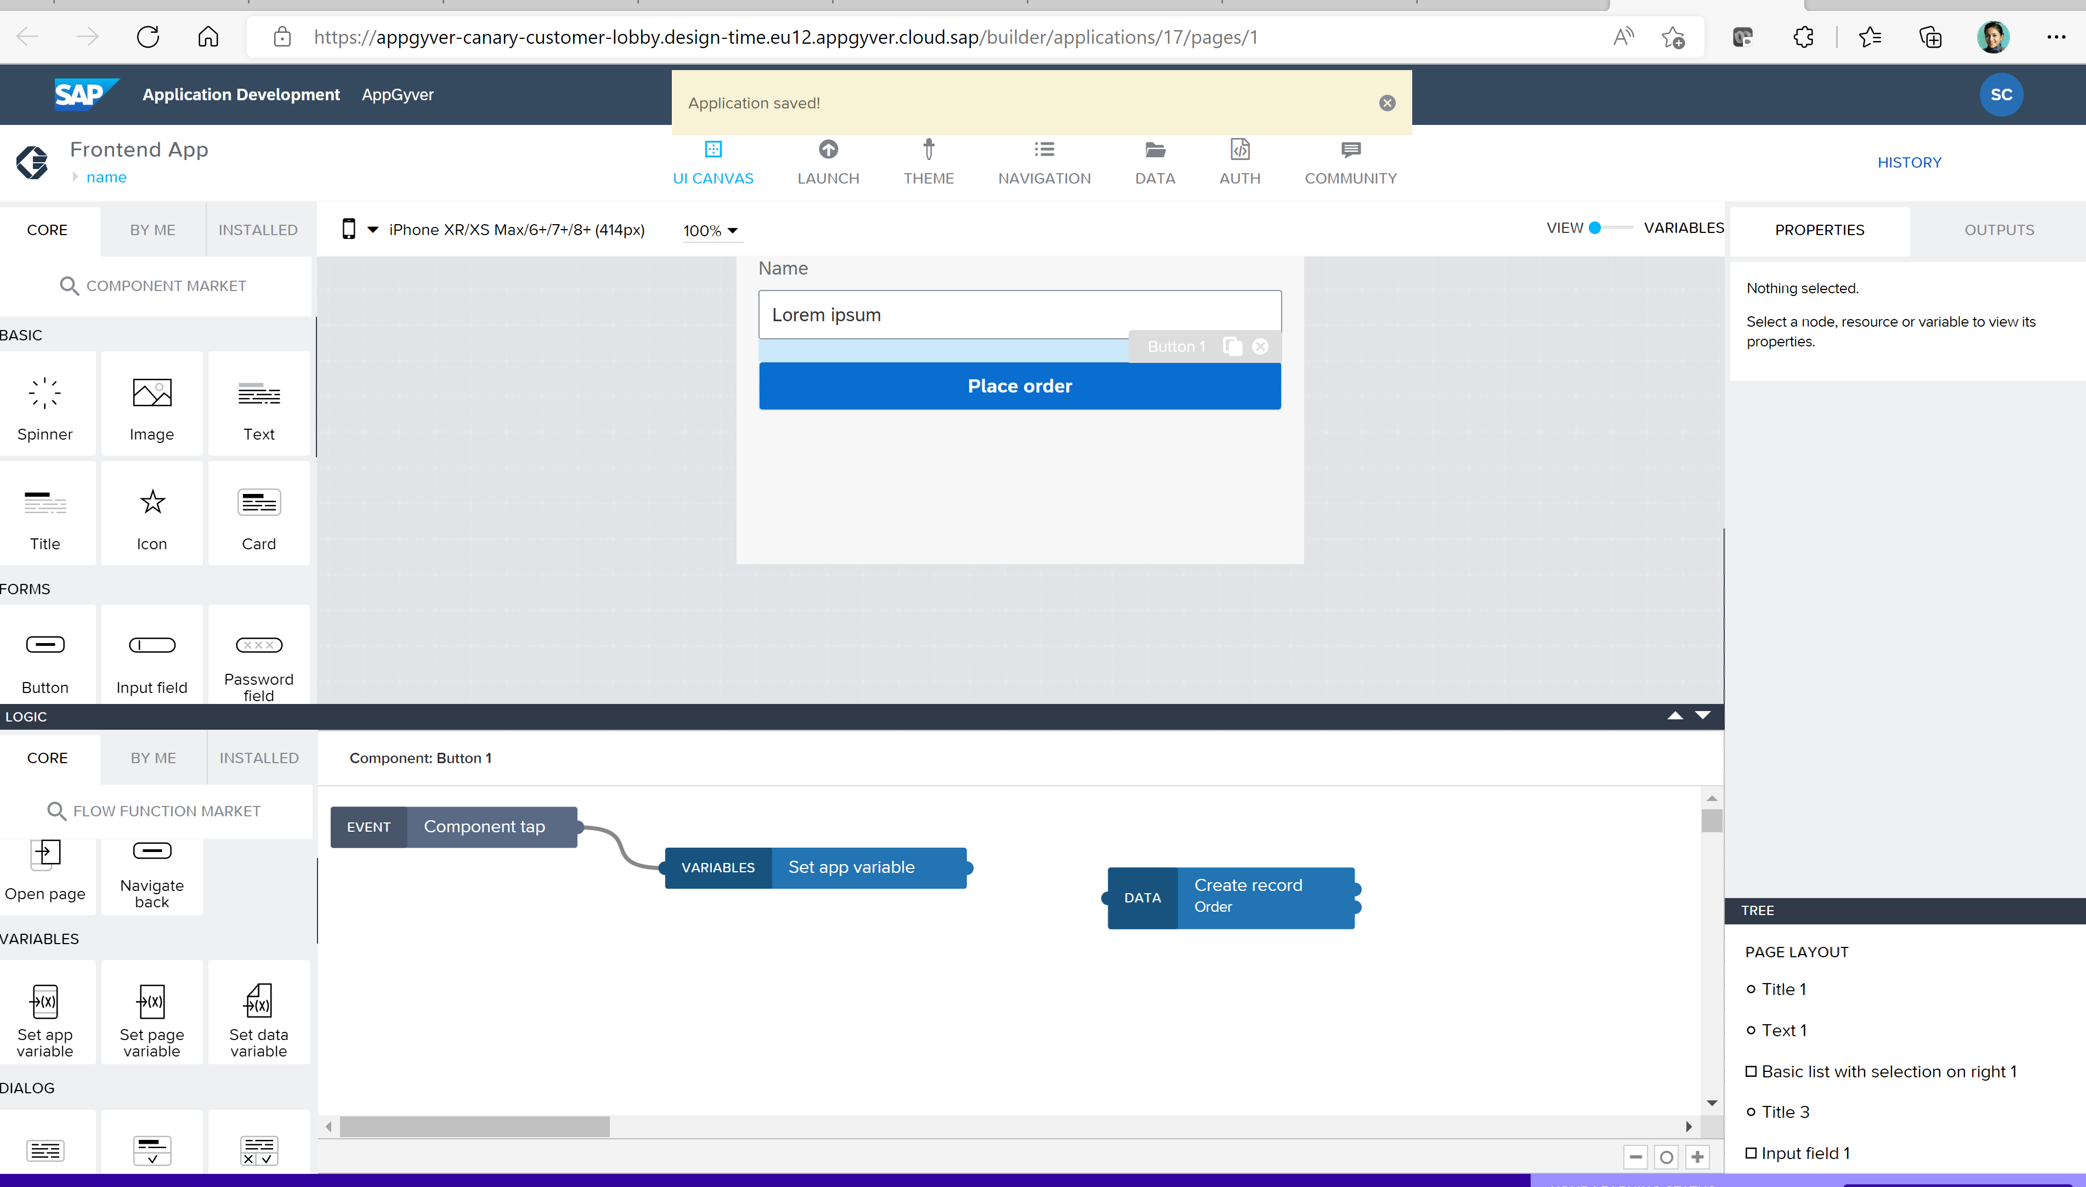 https://appgyver-canary-customer-lobby.design-time.eu12.appgyver.cloud.sap/builder/applications/17/pages/1
SAP Application Development AppGyver
Application saved!
SC
Frontend App
name
UI CANVAS LAUNCH THEME NAVIGATION DATA AUTH COMMUNITY
HISTORY
CORE BY ME INSTALLED
iPhone XR/XS Max/6+/7+/8+ (414px) 100%
VIEW VARIABLES
PROPERTIES OUTPUTS
COMPONENT MARKET
BASIC
Spinner Image Text
Title Icon Card
FORMS
Button Input field Password
field
Name
Lorem ipsum
Button 1
Place order
Nothing selected.
Select a node, resource or variable to view its
properties.
LOGIC
CORE BY ME INSTALLED
Component: Button 1
FLOW FUNCTION MARKET
Open page Navigate
back
VARIABLES
Set app
variable
Set page
variable
Set data
variable
DIALOG
EVENT Component tap
VARIABLES Set app variable
DATA Create record
Order
TREE
PAGE LAYOUT
Title 1
Text 1
Basic list with selection on right 1
Title 3
Input field 1